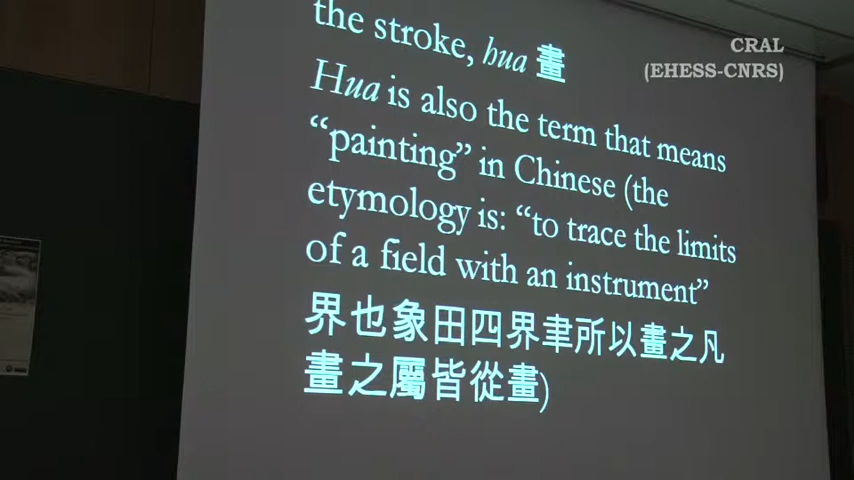 the stroke, hua 畫
Hua is also the term that means
“painting” in Chinese (the
etymology is: “to trace the limits
of a field with an instrument”
界也象田四界聿所以畫之凡
畫之屬皆從畫)
CRAL
(EHESS-CNRS)